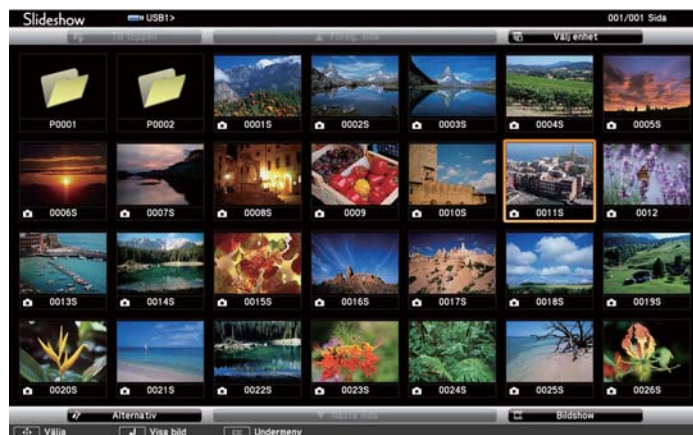 Slideshow USB1> 001/001 Sida
Till toppen Föreg. sida Välj enhet
P0001 P0002 0001S 0002S 0003S 0004S 0005S
0006S 0007S 0008S 0009 0010S 0011S 0012
0013S 0014S 0015S 0016S 0017S 0018S 0019S
0020S 0021S 0022S 0023S 0024S 0025S 0026S
Alternativ Nästa sida Bildshow
Välja Visa bild Esc Undermeny